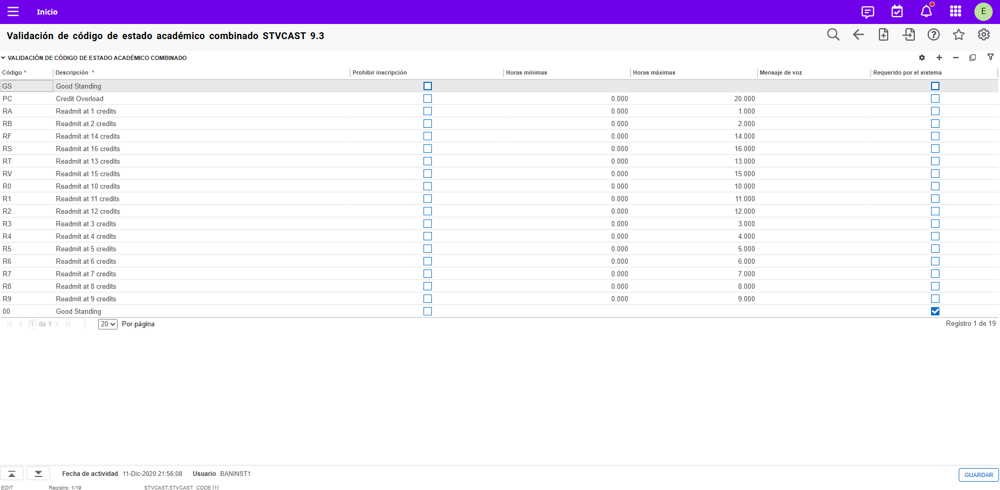 Inicio
E
Validación de código de estado académico combinado STVCAST 9.3
VALIDACIÓN DE CÓDIGO DE ESTADO ACADÉMICO COMBINADO
Código * Descripción * Prohibir inscripción Horas mínimas Horas máximas Mensaje de voz Requerido por el sistema
GS Good Standing
PC Credit Overload 0.000 20.000
RA Readmit at 1 credits 0.000 1.000
RB Readmit at 2 credits 0.000 2.000
RF Readmit at 14 credits 0.000 14.000
RS Readmit at 16 credits 0.000 16.000
RT Readmit at 13 credits 0.000 13.000
RV Readmit at 15 credits 0.000 15.000
R0 Readmit at 10 credits 0.000 10.000
R1 Readmit at 11 credits 0.000 11.000
R2 Readmit at 12 credits 0.000 12.000
R3 Readmit at 3 credits 0.000 3.000
R4 Readmit at 4 credits 0.000 4.000
R5 Readmit at 5 credits 0.000 5.000
R6 Readmit at 6 credits 0.000 6.000
R7 Readmit at 7 credits 0.000 7.000
R8 Readmit at 8 credits 0.000 8.000
R9 Readmit at 9 credits 0.000 9.000
00 Good Standing
1 de 1 20 Por página Registro 1 de 19
Fecha de actividad 11-Dic-2020 21:56:08 Usuario BANINST1
GUARDAR
EDIT Registro: 1/19 STVCAST.STVCAST_CODE [1]